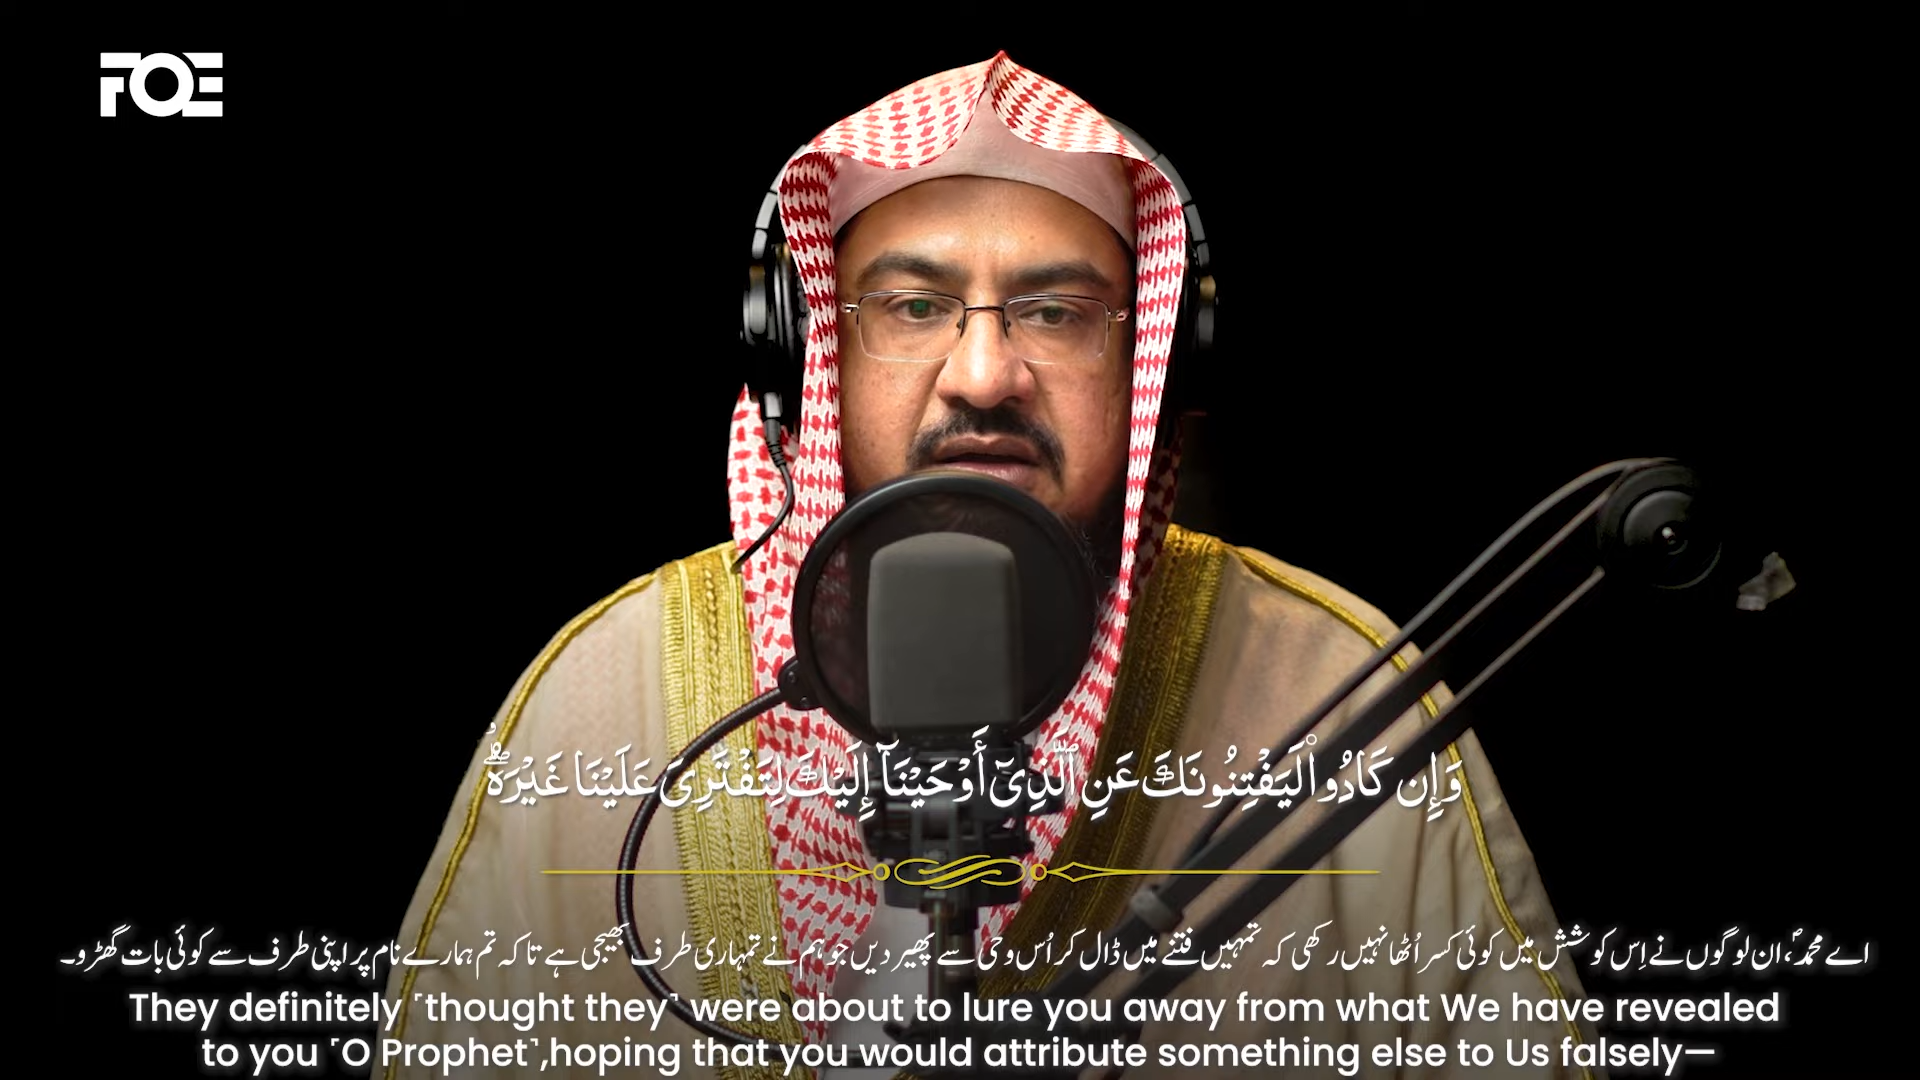 FOE
وَإِن كَادُوا۟ لَيَفْتِنُونَكَ عَنِ ٱلَّذِىٓ أَوْحَيْنَآ إِلَيْكَ لِتَفْتَرِىَ عَلَيْنَا غَيْرَهُۥ ۖ
اے محمدؐ، ان لوگوں نے اِس کوشش میں کوئی کسر اُٹھا نہیں رکھی کہ تمہیں فتنے میں ڈال کر اُس وحی سے پھیر دیں جو ہم نے تمہاری طرف بھیجی ہے تاکہ تم ہمارے نام پر اپنی طرف سے کوئی بات گھڑو۔
They definitely ˹thought they˺ were about to lure you away from what We have revealed
to you ˹O Prophet˺,hoping that you would attribute something else to Us falsely—